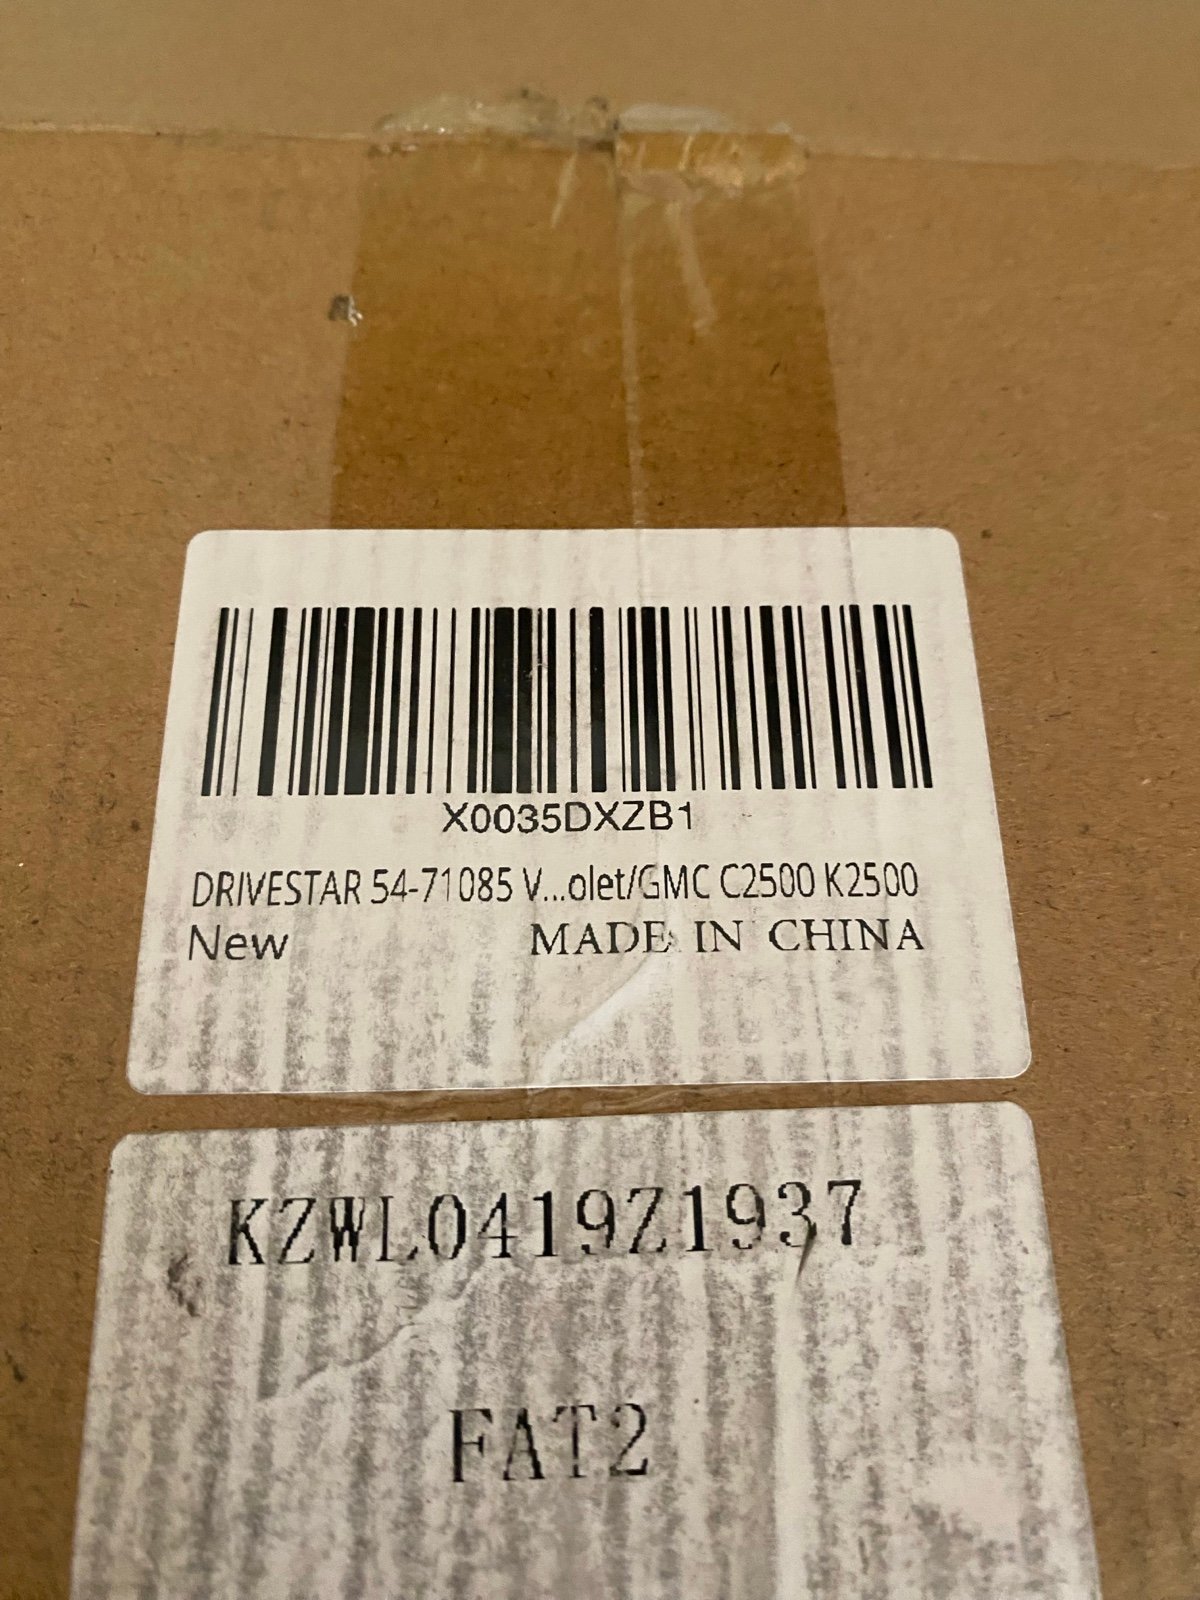 X0035DXZB1
DRIVESTAR 54-71085 V...olet/GMC C2500 K2500
New MADE IN CHINA
KZWL0419Z1937
FAT2